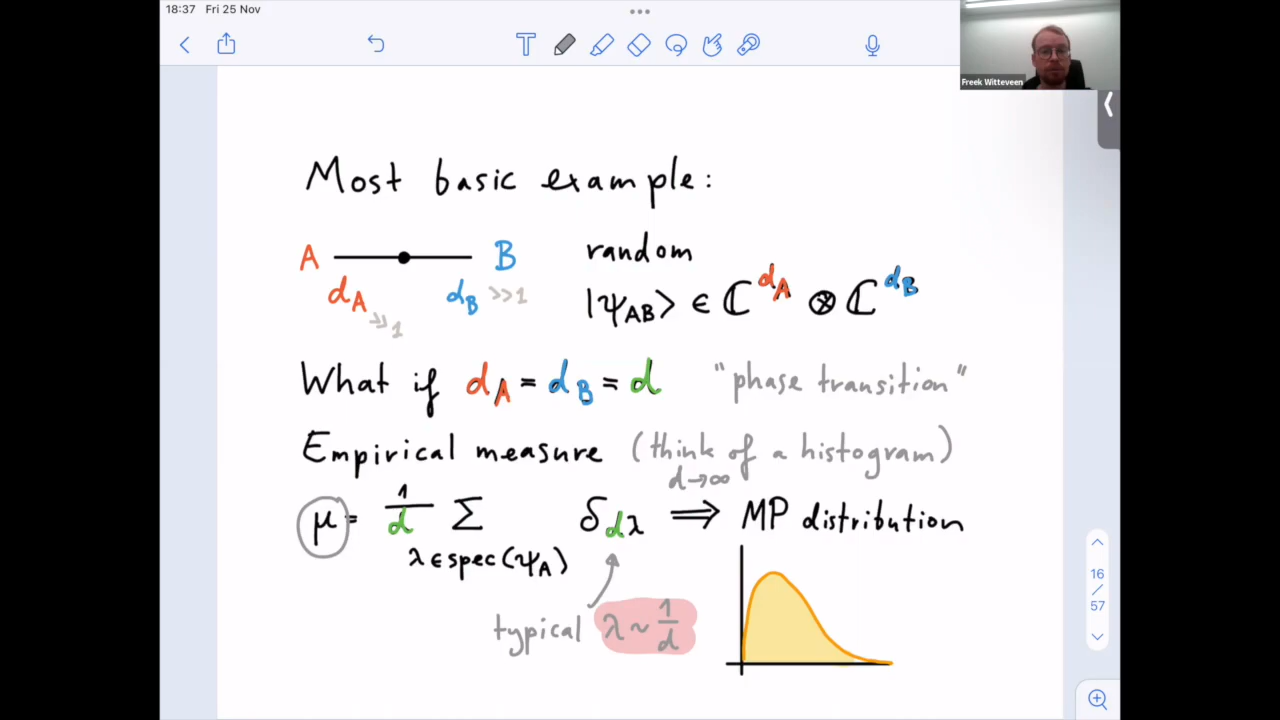 18:37 Fri 25 Nov
Freek Witteveen
Most basic example:
A B random
d_A >>1 d_B >>1 |ψ_AB> ∈ ℂ^{d_A} ⊗ ℂ^{d_B}
What if d_A = d_B = d "phase transition"
Empirical measure (think of a histogram)
d→∞
μ = 1/d Σ_{λ∈spec(ψ_A)} δ_{dλ} ⟹ MP distribution
typical λ ~ 1/d
16
/
57